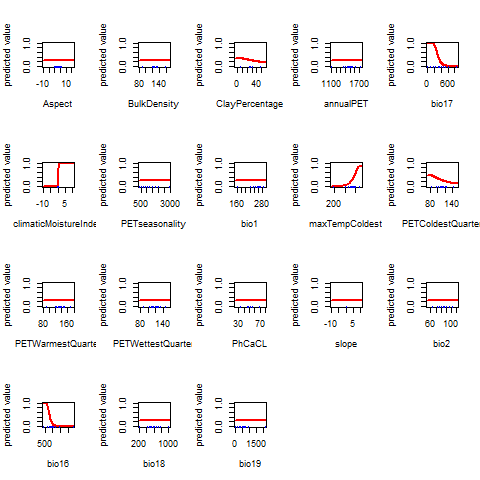 predicted value
0.0 1.0
-10 10
Aspect
predicted value
0.0 1.0
80 140
BulkDensity
predicted value
0.0 1.0
0 40
ClayPercentage
predicted value
0.0 1.0
1100 1700
annualPET
predicted value
0.0 1.0
0 600
bio17
predicted value
0.0 1.0
-10 5
climaticMoistureInde
predicted value
0.0 1.0
500 3000
PETseasonality
predicted value
0.0 1.0
160 280
bio1
predicted value
0.0 1.0
200
maxTempColdest
predicted value
0.0 1.0
80 140
PETColdestQuarte
predicted value
0.0 1.0
80 160
PETWarmestQuarte
predicted value
0.0 1.0
80 140
PETWettestQuarte
predicted value
0.0 1.0
30 70
PhCaCL
predicted value
0.0 1.0
-10 5
slope
predicted value
0.0 1.0
60 100
bio2
predicted value
0.0 1.0
500
bio16
predicted value
0.0 1.0
200 1000
bio18
predicted value
0.0 1.0
0 1500
bio19